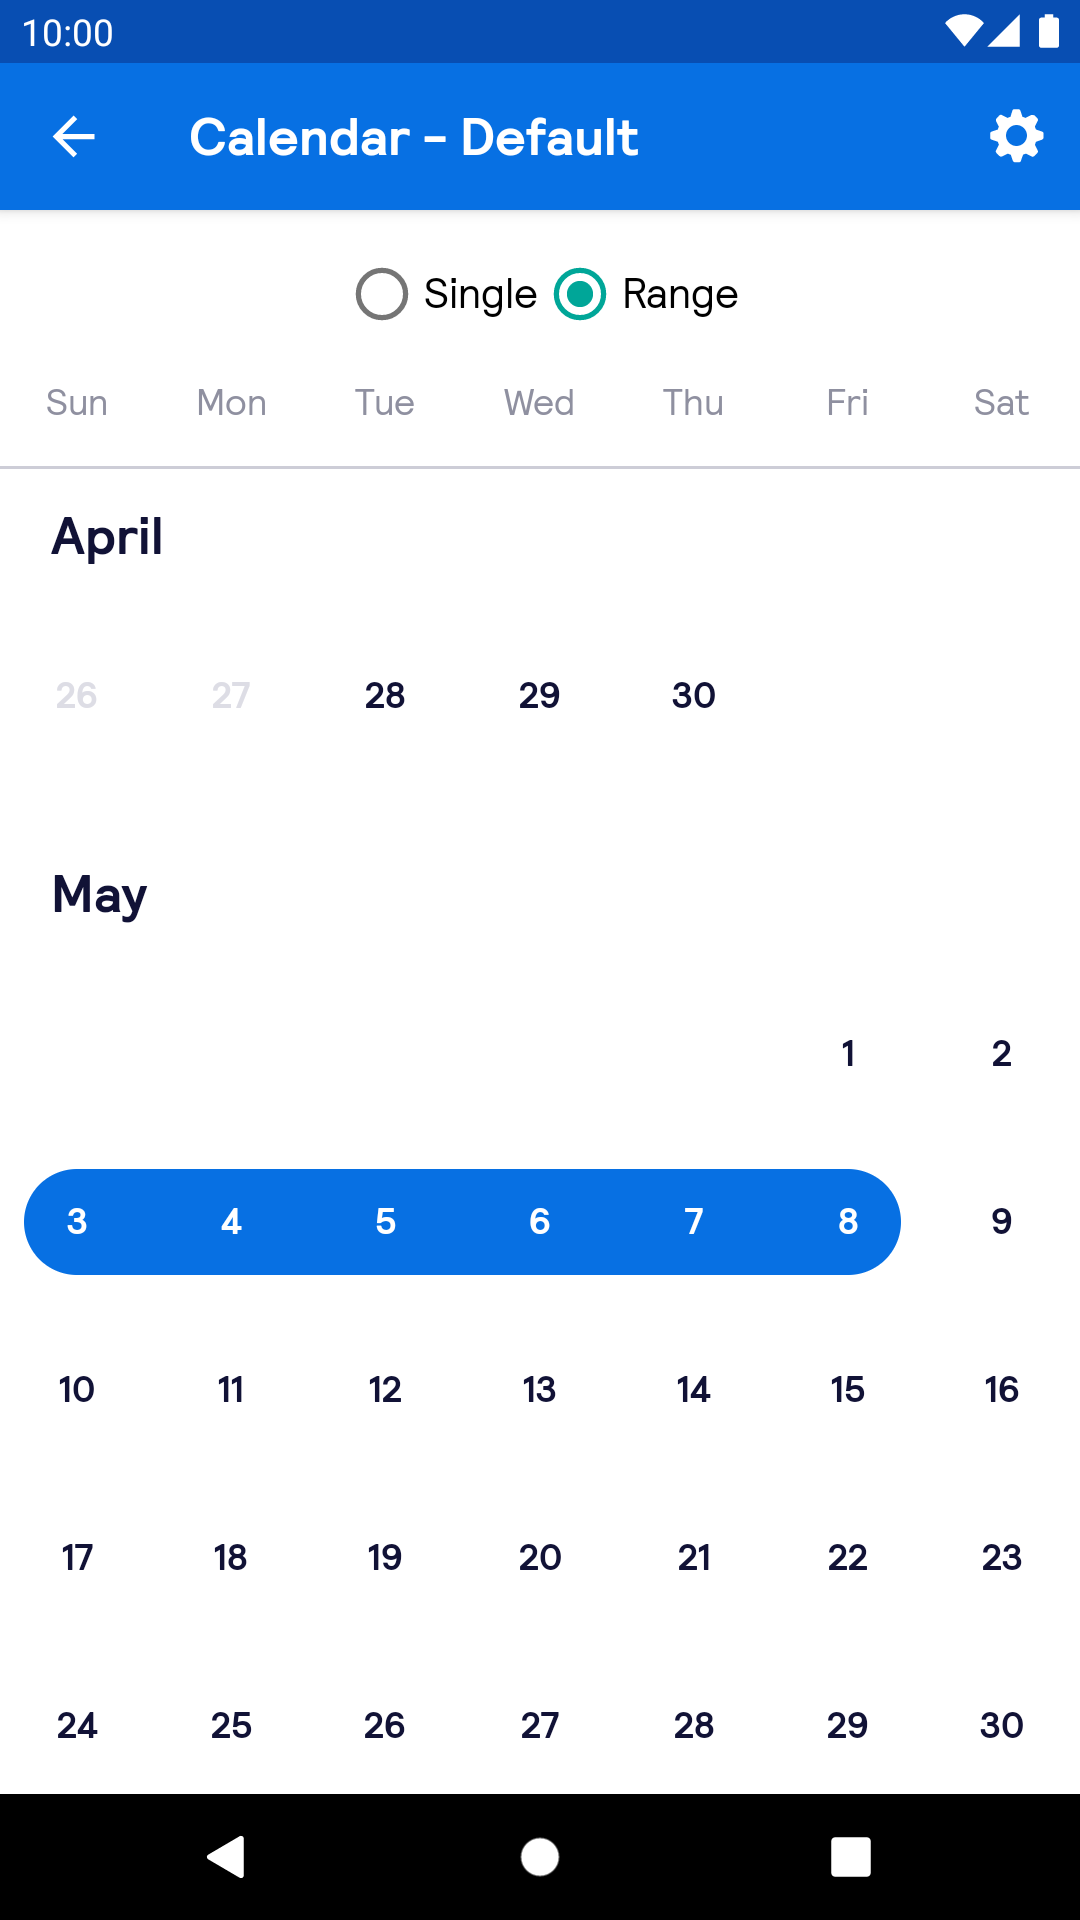 10:00
Calendar - Default
Single Range
Sun Mon Tue Wed Thu Fri Sat
April
26 27 28 29 30
May
1 2
3 4 5 6 7 8 9
10 11 12 13 14 15 16
17 18 19 20 21 22 23
24 25 26 27 28 29 30